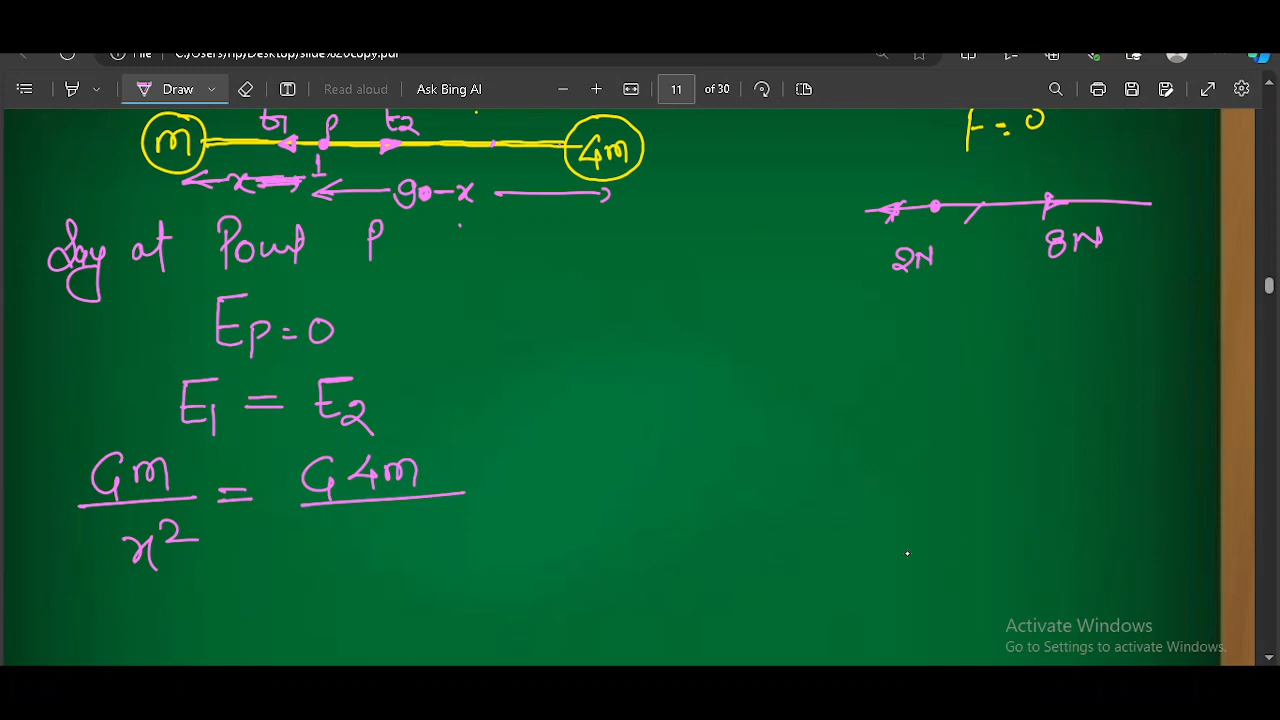 File C:/Users/hp/Desktop/slide%20copy.pdf
Draw Read aloud Ask Bing AI 11 of 30
E1 P E2
m 4m F = 0
1
x 90 - x
2N 8N
Say at Point P
Ep = 0
E1 = E2
Gm = G4m
x²
Activate Windows
Go to Settings to activate Windows.